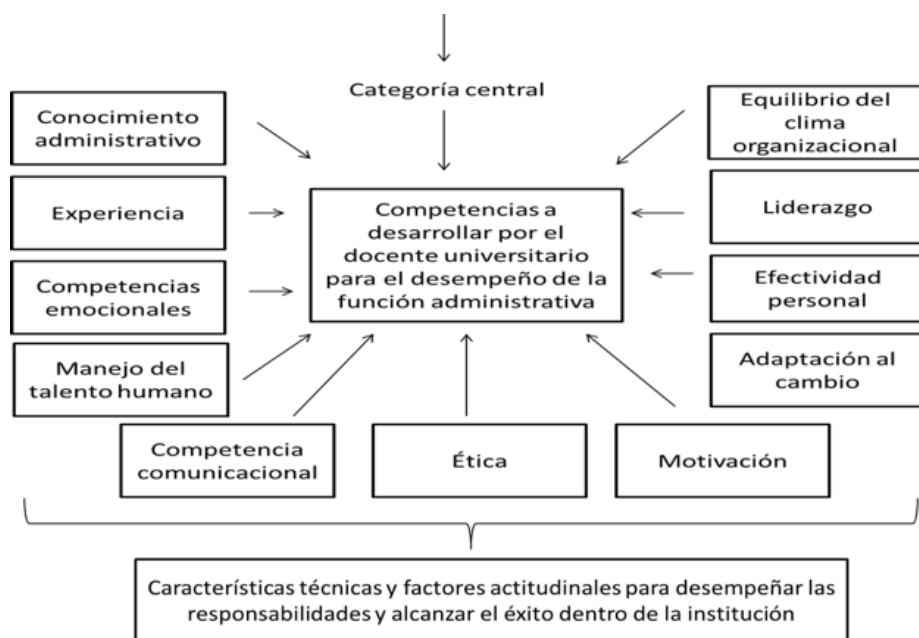 Categoría central
Conocimiento
administrativo
Experiencia
Competencias
emocionales
Manejo del
talento humano
Competencias a
desarrollar por el
docente universitario
para el desempeño de la
función administrativa
Equilibrio del
clima
organizacional
Liderazgo
Efectividad
personal
Adaptación al
cambio
Competencia
comunicacional
Ética
Motivación
Características técnicas y factores actitudinales para desempeñar las
responsabilidades y alcanzar el éxito dentro de la institución